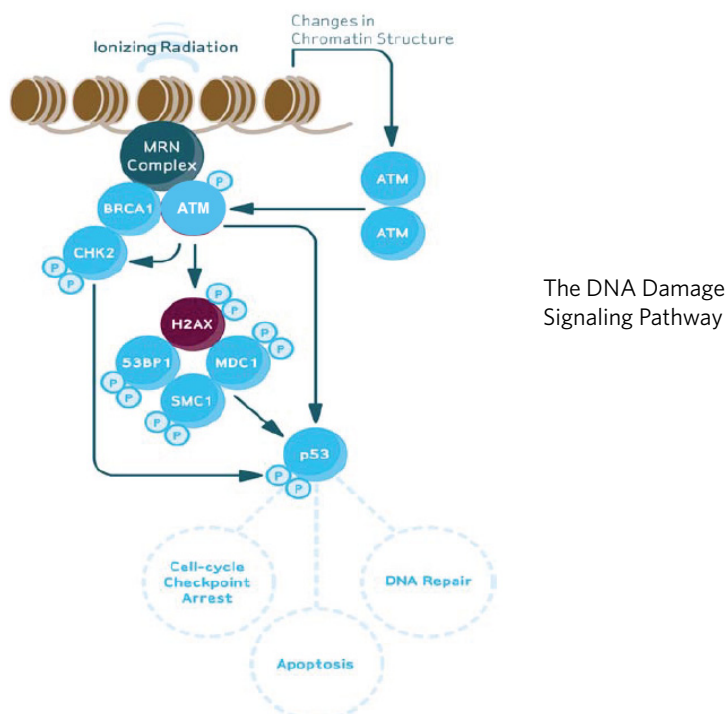 Changes in
Chromatin Structure
Ionizing Radiation
MRN
Complex
P
ATM
BRCA1
ATM
ATM
CHK2
P
P
P
P
H2AX
P
P
53BP1
MDC1
P
P
SMC1
P
P
The DNA Damage
Signaling Pathway
p53
P
P
Cell-cycle
Checkpoint
Arrest
DNA Repair
Apoptosis